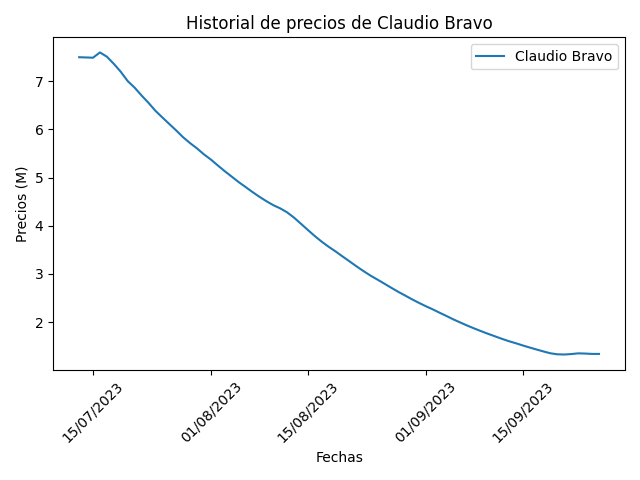 Historial de precios de Claudio Bravo
Claudio Bravo
Precios (M)
7
6
5
4
3
2
15/07/2023
01/08/2023
15/08/2023
01/09/2023
15/09/2023
Fechas